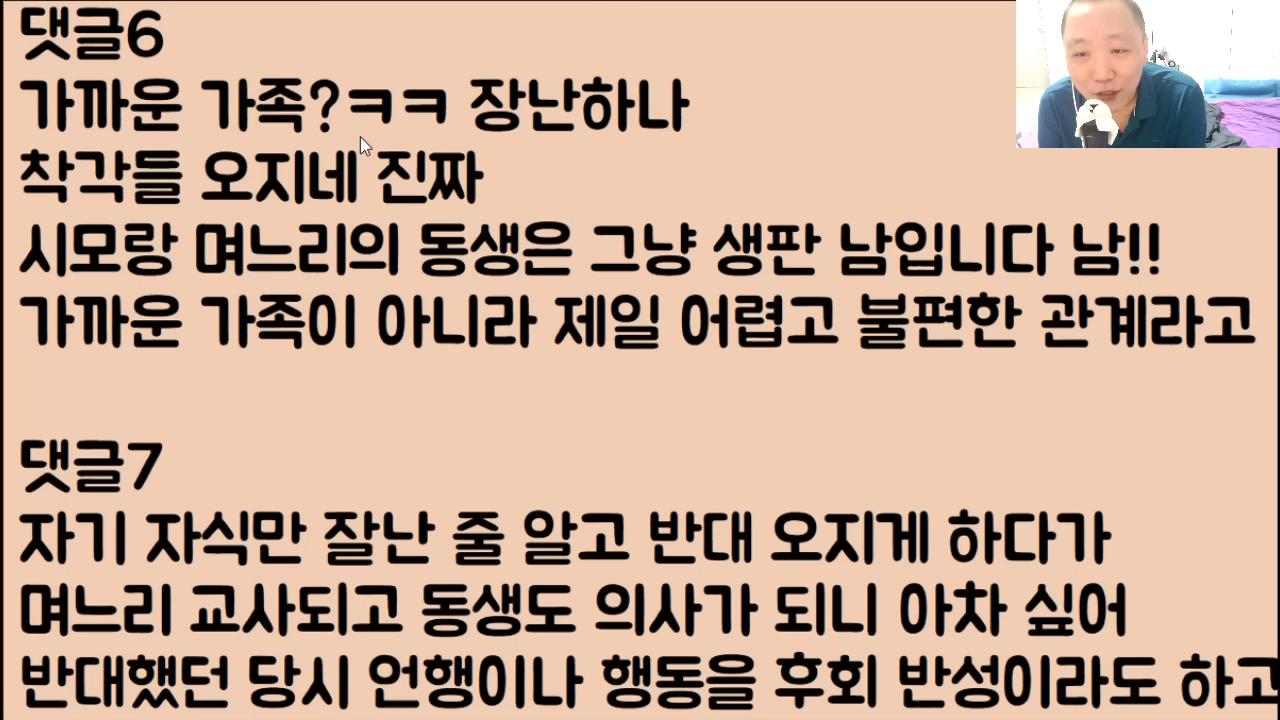 댓글6
가까운 가족?ㅋㅋ 장난하나
착각들 오지네 진짜
시모랑 며느리의 동생은 그냥 생판 남입니다 남!!
가까운 가족이 아니라 제일 어렵고 불편한 관계라고
댓글7
자기 자식만 잘난 줄 알고 반대 오지게 하다가
며느리 교사되고 동생도 의사가 되니 아차 싶어
반대했던 당시 언행이나 행동을 후회 반성이라도 하고